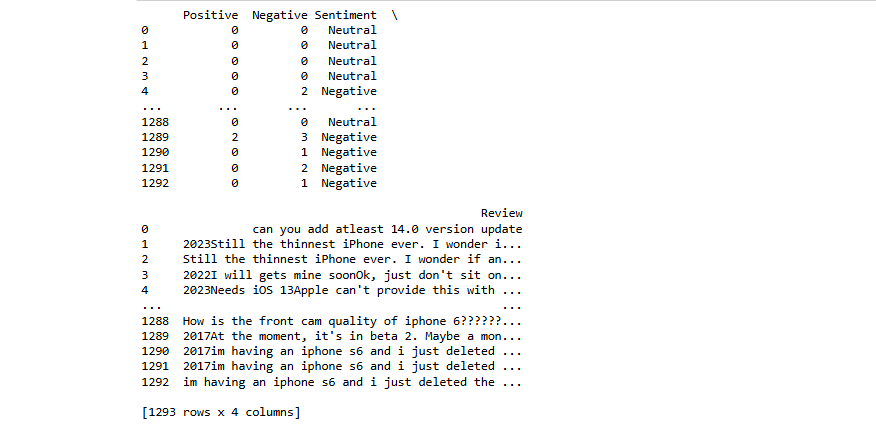 Positive Negative Sentiment \
0 0 0 Neutral
1 0 0 Neutral
2 0 0 Neutral
3 0 0 Neutral
4 0 2 Negative
... ... ... ...
1288 0 0 Neutral
1289 2 3 Negative
1290 0 1 Negative
1291 0 2 Negative
1292 0 1 Negative
Review
0 can you add atleast 14.0 version update
1 2023Still the thinnest iPhone ever. I wonder i...
2 Still the thinnest iPhone ever. I wonder if an...
3 2022I will gets mine soonOk, just don't sit on...
4 2023Needs iOS 13Apple can't provide this with ...
... ...
1288 How is the front cam quality of iphone 6??????...
1289 2017At the moment, it's in beta 2. Maybe a mon...
1290 2017im having an iphone s6 and i just deleted ...
1291 2017im having an iphone s6 and i just deleted ...
1292 im having an iphone s6 and i just deleted the ...
[1293 rows x 4 columns]